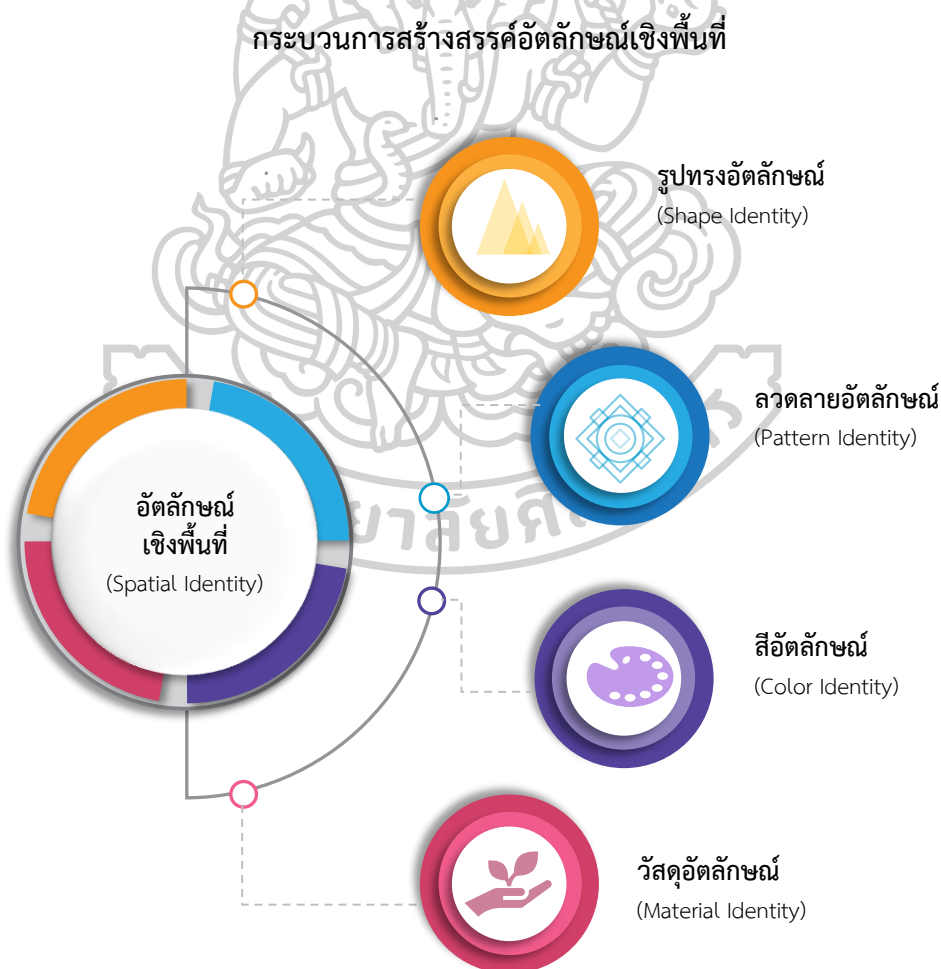 กระบวนการสร้างสรรค์อัตลักษณ์เชิงพื้นที่
รูปทรงอัตลักษณ์
(Shape Identity)
ลวดลายอัตลักษณ์
(Pattern Identity)
อัตลักษณ์
เชิงพื้นที่
(Spatial Identity)
สีอัตลักษณ์
(Color Identity)
วัสดุอัตลักษณ์
(Material Identity)